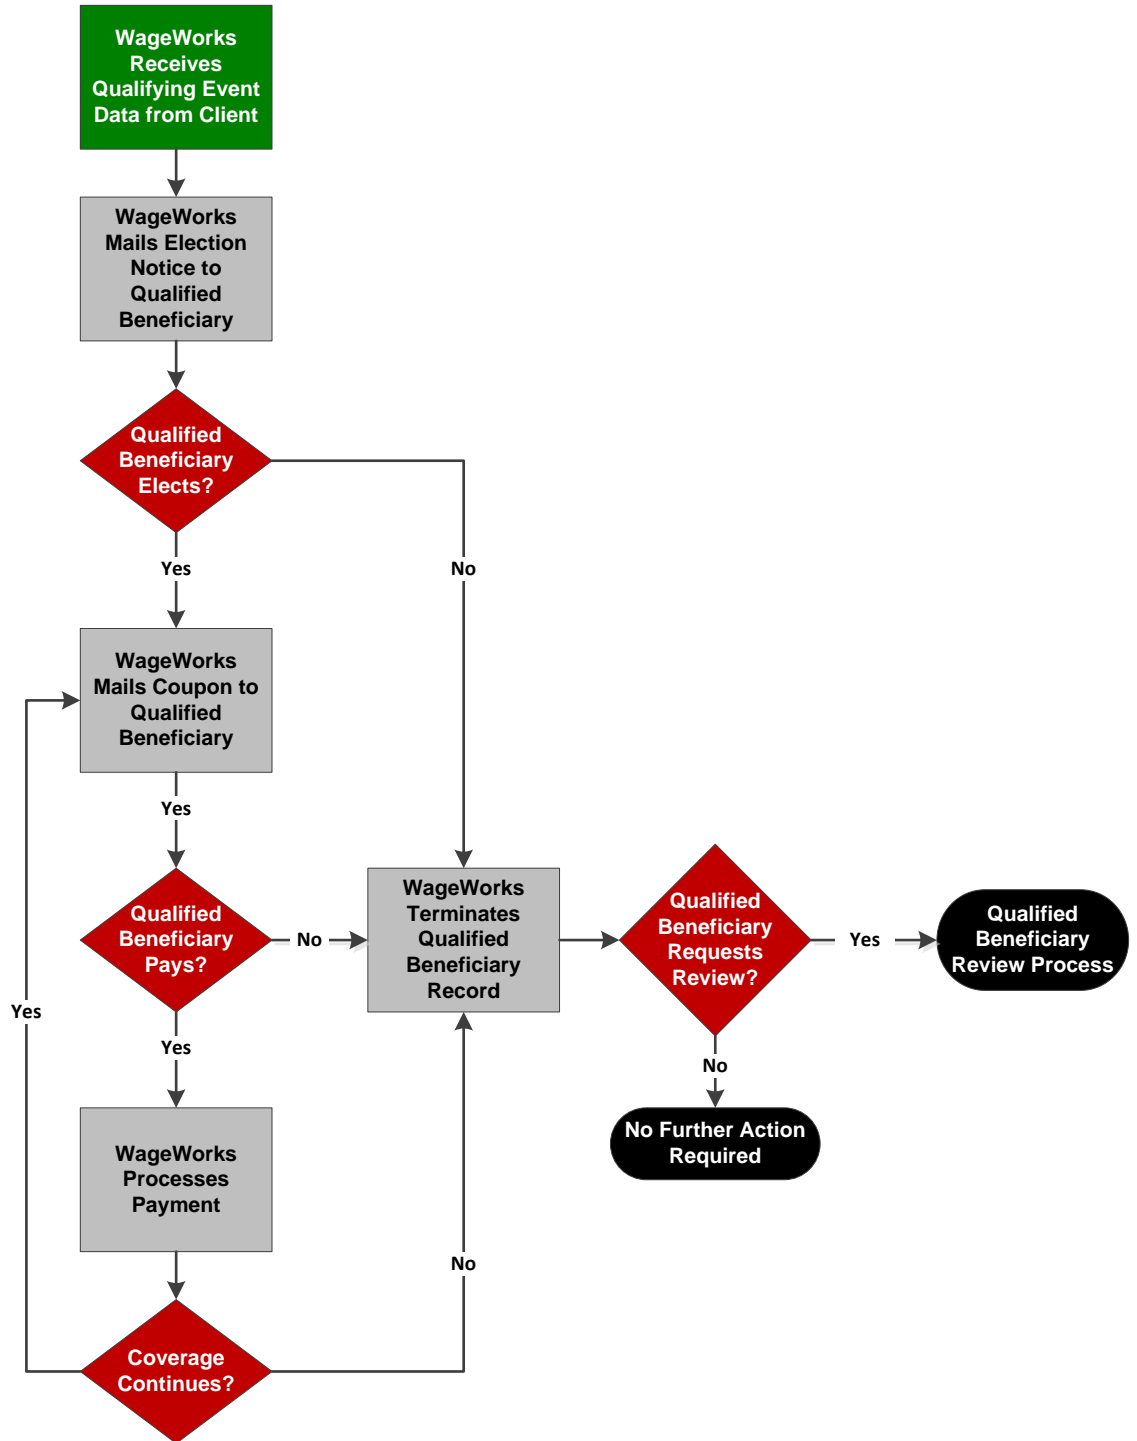 WageWorks
Receives
Qualifying Event
Data from Client
WageWorks
Mails Election
Notice to
Qualified
Beneficiary
Qualified
Beneficiary
Elects?
Yes
No
WageWorks
Mails Coupon to
Qualified
Beneficiary
Yes
Qualified
Beneficiary
Pays?
No
WageWorks
Terminates
Qualified
Beneficiary
Record
Qualified
Beneficiary
Requests
Review?
Yes
Qualified
Beneficiary
Review Process
Yes
Yes
No
No Further Action
Required
WageWorks
Processes
Payment
No
Coverage
Continues?